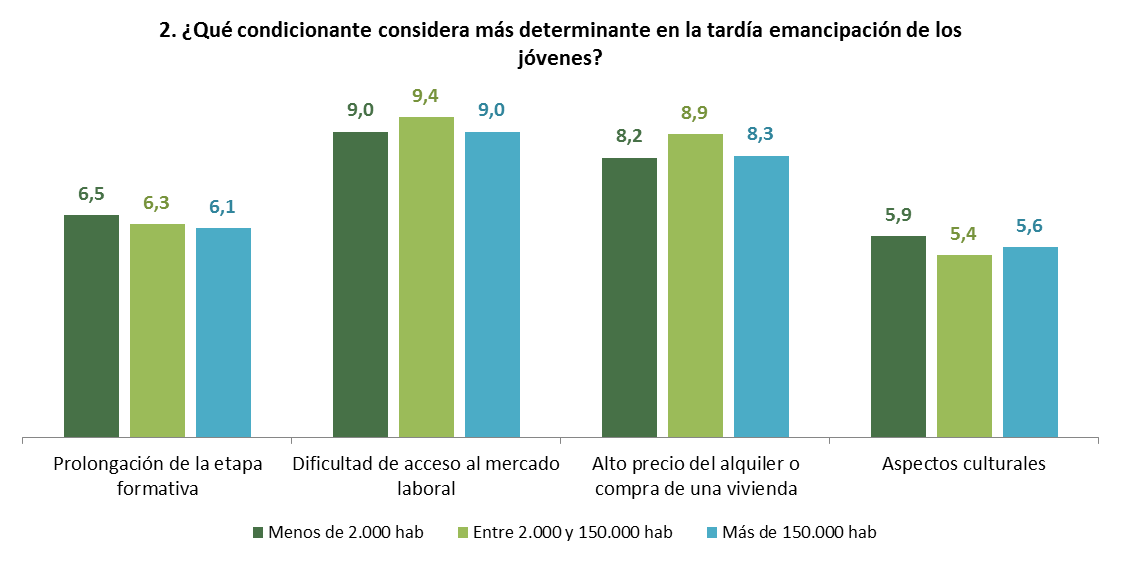 2. ¿Qué condicionante considera más determinante en la tardía emancipación de los
jóvenes?
6,5
6,3
6,1
9,0
9,4
9,0
8,2
8,9
8,3
5,9
5,4
5,6
Prolongación de la etapa
formativa
Dificultad de acceso al mercado
laboral
Alto precio del alquiler o
compra de una vivienda
Aspectos culturales
Menos de 2.000 hab
Entre 2.000 y 150.000 hab
Más de 150.000 hab